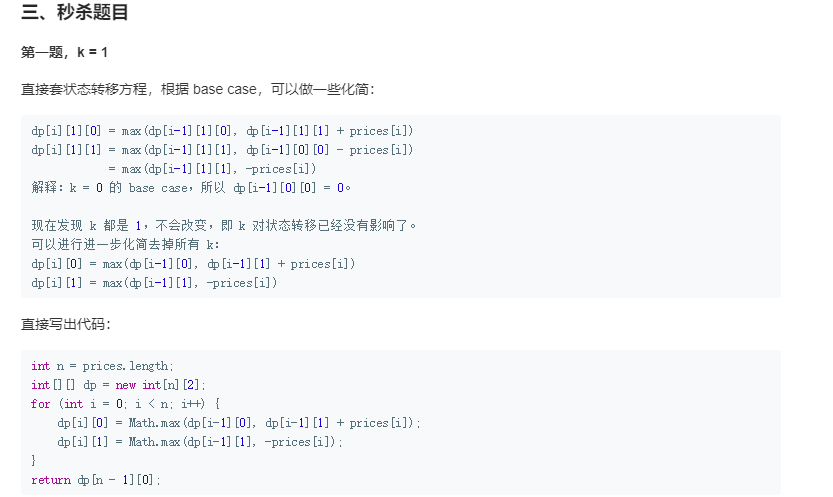 三、秒杀题目
第一题，k = 1
直接套状态转移方程，根据 base case，可以做一些化简：
dp[i][1][0] = max(dp[i-1][1][0], dp[i-1][1][1] + prices[i])
dp[i][1][1] = max(dp[i-1][1][1], dp[i-1][0][0] - prices[i])
            = max(dp[i-1][1][1], -prices[i])
解释：k = 0 的 base case，所以 dp[i-1][0][0] = 0。
现在发现 k 都是 1，不会改变，即 k 对状态转移已经没有影响了。
可以进行进一步化简去掉所有 k：
dp[i][0] = max(dp[i-1][0], dp[i-1][1] + prices[i])
dp[i][1] = max(dp[i-1][1], -prices[i])
直接写出代码：
int n = prices.length;
int[][] dp = new int[n][2];
for (int i = 0; i < n; i++) {
    dp[i][0] = Math.max(dp[i-1][0], dp[i-1][1] + prices[i]);
    dp[i][1] = Math.max(dp[i-1][1], -prices[i]);
}
return dp[n - 1][0];